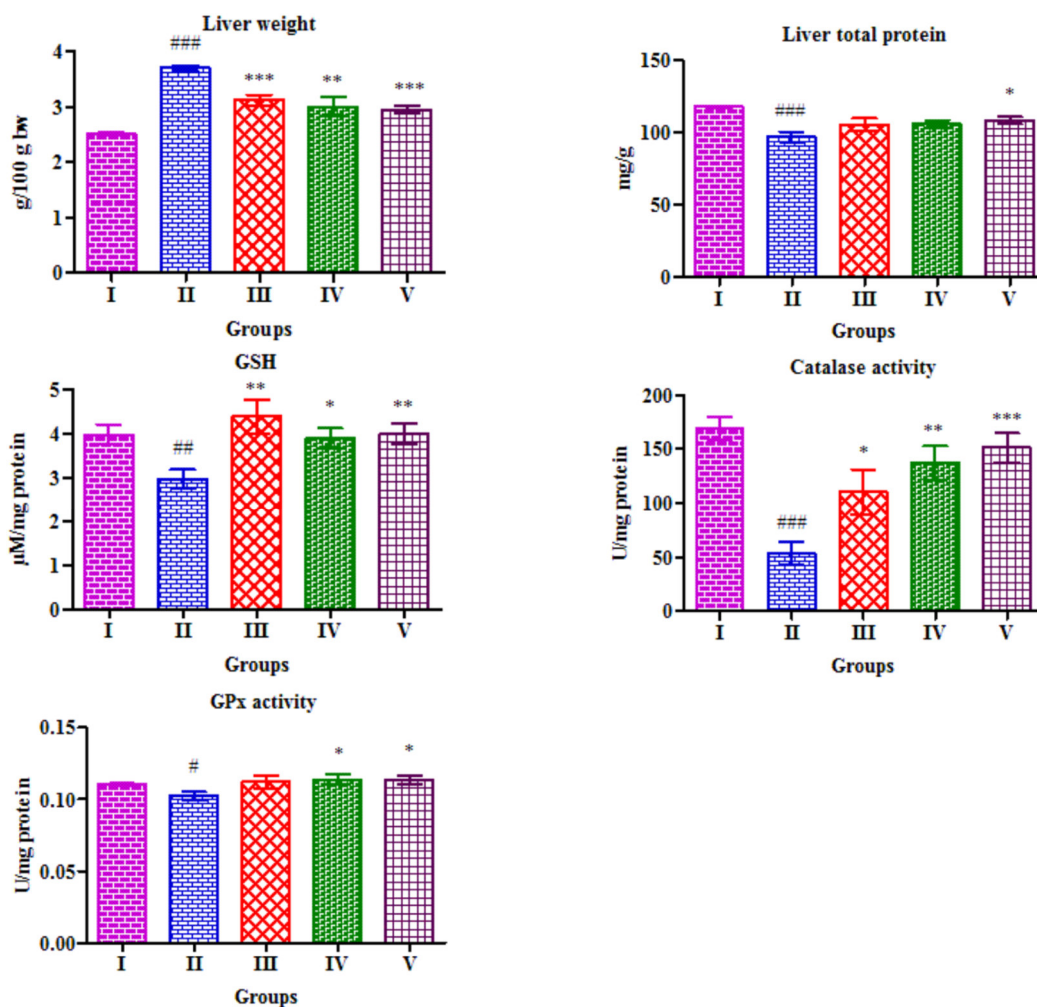 Liver weight
###
***
**
***
4
3
2
1
0
g/100 g bw
I II III IV V
Groups
Liver total protein
###
*
150
100
50
0
mg/g
I II III IV V
Groups
GSH
##
**
*
**
5
4
3
2
1
0
µM/mg protein
I II III IV V
Groups
Catalase activity
###
*
**
***
200
150
100
50
0
U/mg protein
I II III IV V
Groups
GPx activity
#
*
*
0.15
0.10
0.05
0.00
U/mg protein
I II III IV V
Groups